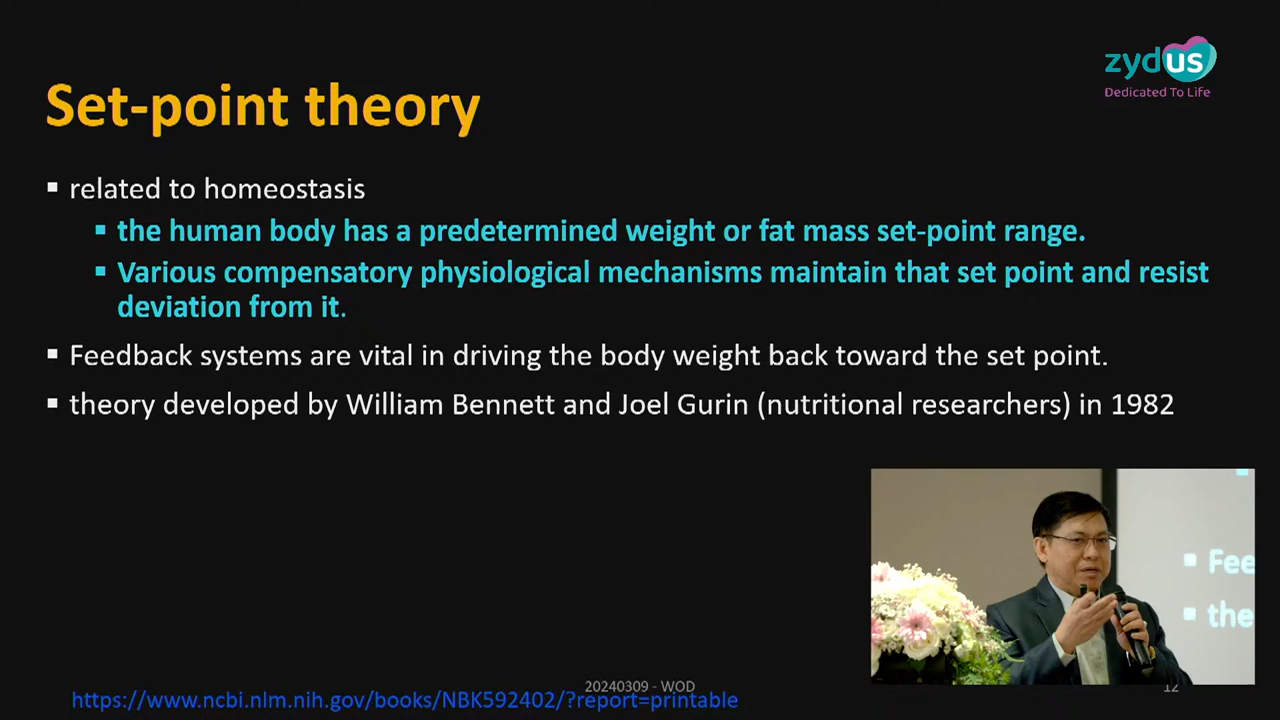 zydus
Dedicated To Life
Set-point theory
▪ related to homeostasis
▪ the human body has a predetermined weight or fat mass set-point range.
▪ Various compensatory physiological mechanisms maintain that set point and resist
deviation from it.
▪ Feedback systems are vital in driving the body weight back toward the set point.
▪ theory developed by William Bennett and Joel Gurin (nutritional researchers) in 1982
▪ Fee
▪ the
20240309 - WOD
12
https://www.ncbi.nlm.nih.gov/books/NBK592402/?report=printable